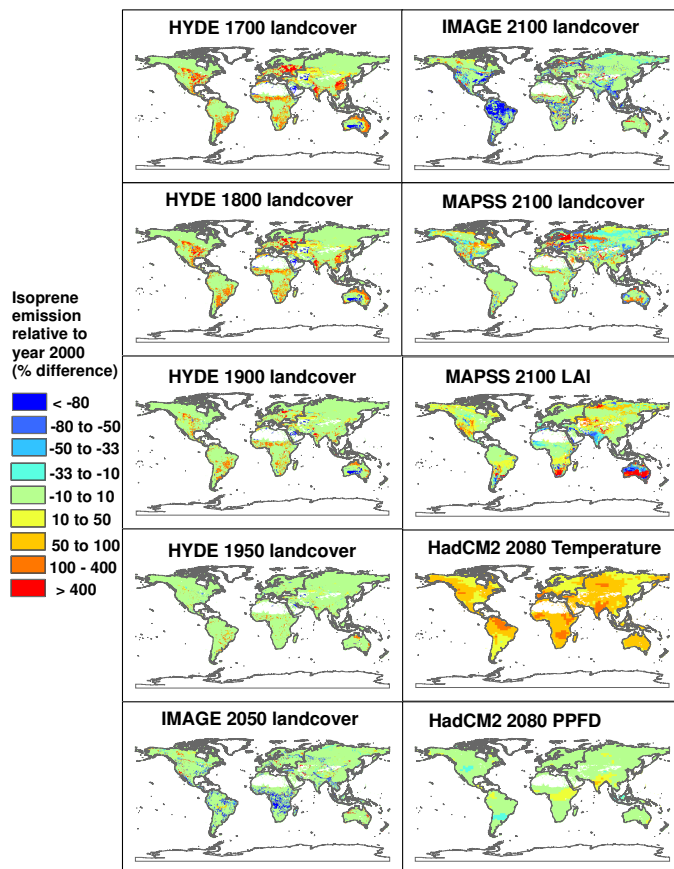 HYDE 1700 landcover
IMAGE 2100 landcover
HYDE 1800 landcover
MAPSS 2100 landcover
Isoprene
emission
relative to
year 2000
(% difference)
< -80
-80 to -50
-50 to -33
-33 to -10
-10 to 10
10 to 50
50 to 100
100 - 400
> 400
HYDE 1900 landcover
MAPSS 2100 LAI
HYDE 1950 landcover
HadCM2 2080 Temperature
IMAGE 2050 landcover
HadCM2 2080 PPFD